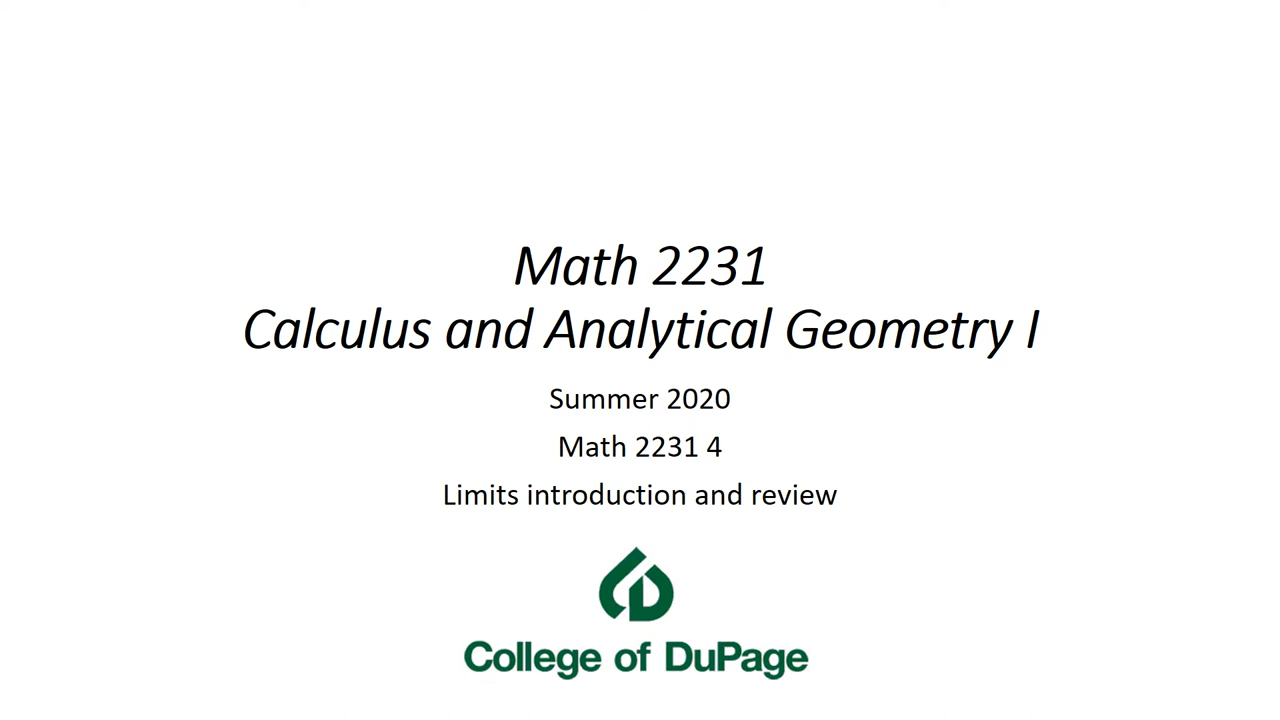 Math 2231
Calculus and Analytical Geometry I
Summer 2020
Math 2231 4
Limits introduction and review
College of DuPage